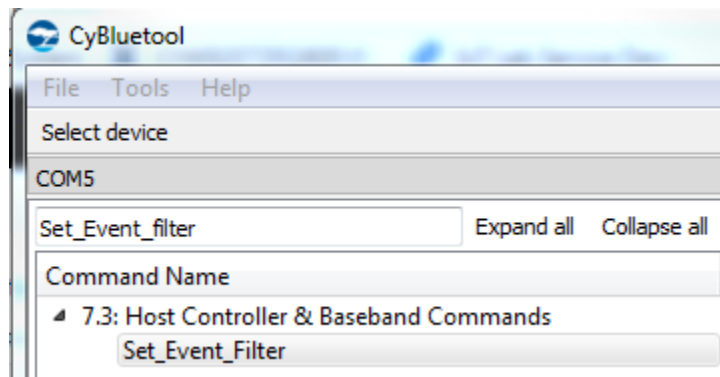 CyBluetool
File Tools Help
Select device
COM5
Set_Event_filter Expand all Collapse all
Command Name
7.3: Host Controller & Baseband Commands
Set_Event_Filter